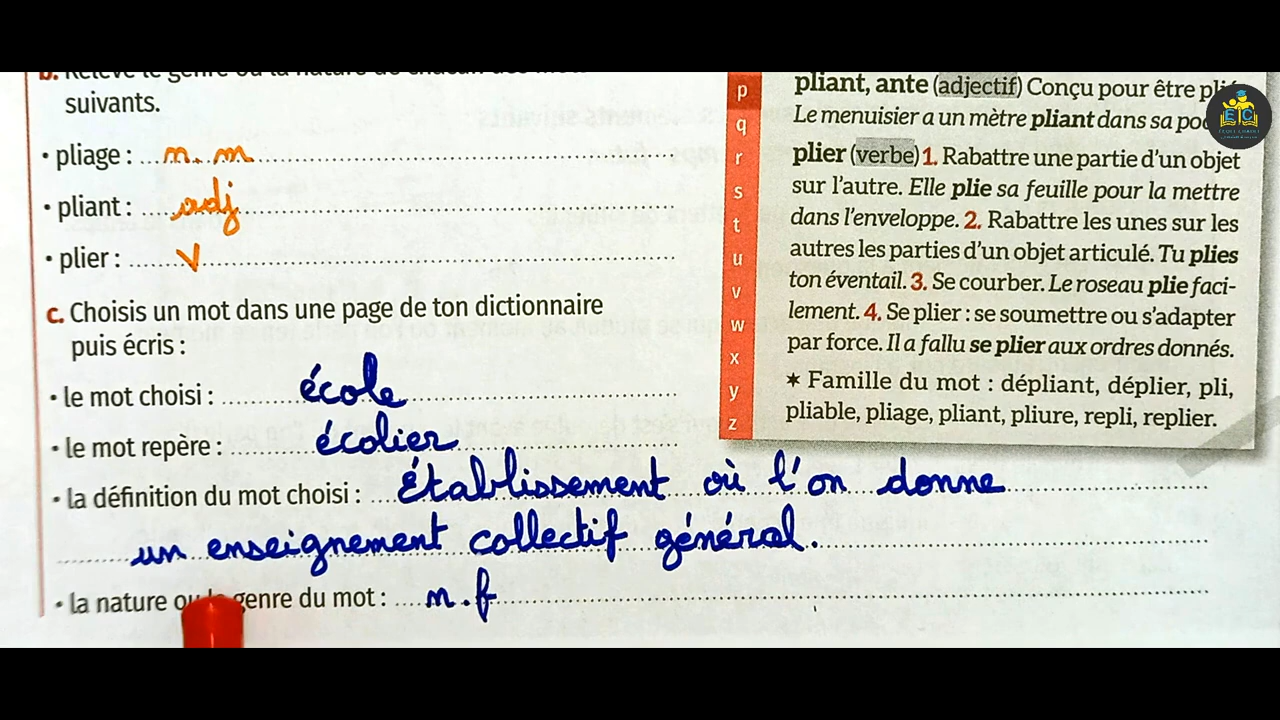 suivants.
• pliage : n. m
• pliant : adj
• plier : v
c. Choisis un mot dans une page de ton dictionnaire
puis écris :
• le mot choisi : école
• le mot repère : écolier
• la définition du mot choisi : Établissement où l'on donne
un enseignement collectif général.
• la nature ou genre du mot : n.f
p
q
r
s
t
u
v
w
x
y
z
pliant, ante (adjectif) Conçu pour être
Le menuisier a un mètre pliant dans sa
plier (verbe) 1. Rabattre une partie d'un objet
sur l'autre. Elle plie sa feuille pour la mettre
dans l'enveloppe. 2. Rabattre les unes sur les
autres les parties d'un objet articulé. Tu plies
ton éventail. 3. Se courber. Le roseau plie faci-
lement. 4. Se plier : se soumettre ou s'adapter
par force. Il a fallu se plier aux ordres donnés.
✶ Famille du mot : dépliant, déplier, pli,
pliable, pliage, pliant, pliure, repli, replier.
EC